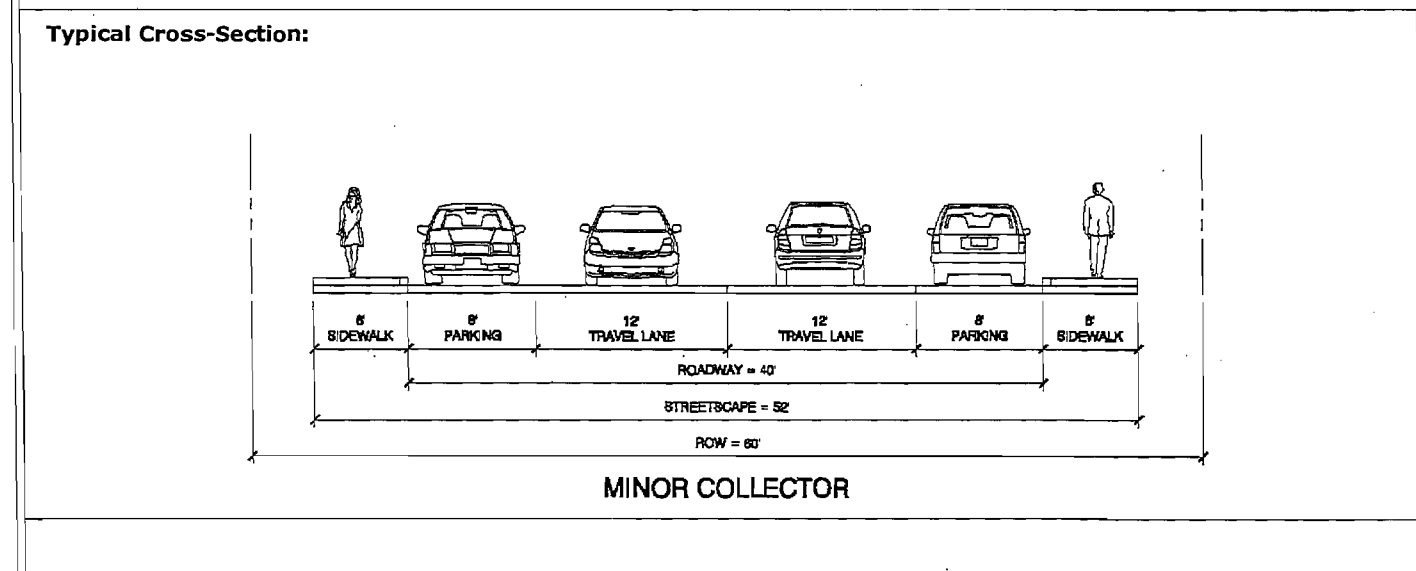 Typical Cross-Section:
6' SIDEWALK
8' PARKING
12' TRAVEL LANE
12' TRAVEL LANE
8' PARKING
6' SIDEWALK
ROADWAY = 40'
STREETSCAPE = 52'
ROW = 60'
MINOR COLLECTOR